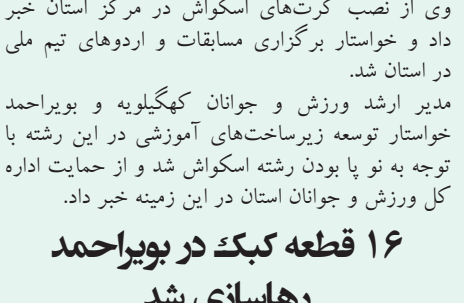 وی از نصب کرت‌های اسکواش در مرکز استان خبر
داد و خواستار برگزاری مسابقات و اردوهای تیم ملی
در استان شد.
مدیر ارشد ورزش و جوانان کهگیلویه و بویراحمد
خواستار توسعه زیرساخت‌های آموزشی در این رشته با
توجه به نو پا بودن رشته اسکواش شد و از حمایت اداره
کل ورزش و جوانان استان در این زمینه خبر داد.
۱۶ قطعه کبک در بویراحمد
رهاسازی شد